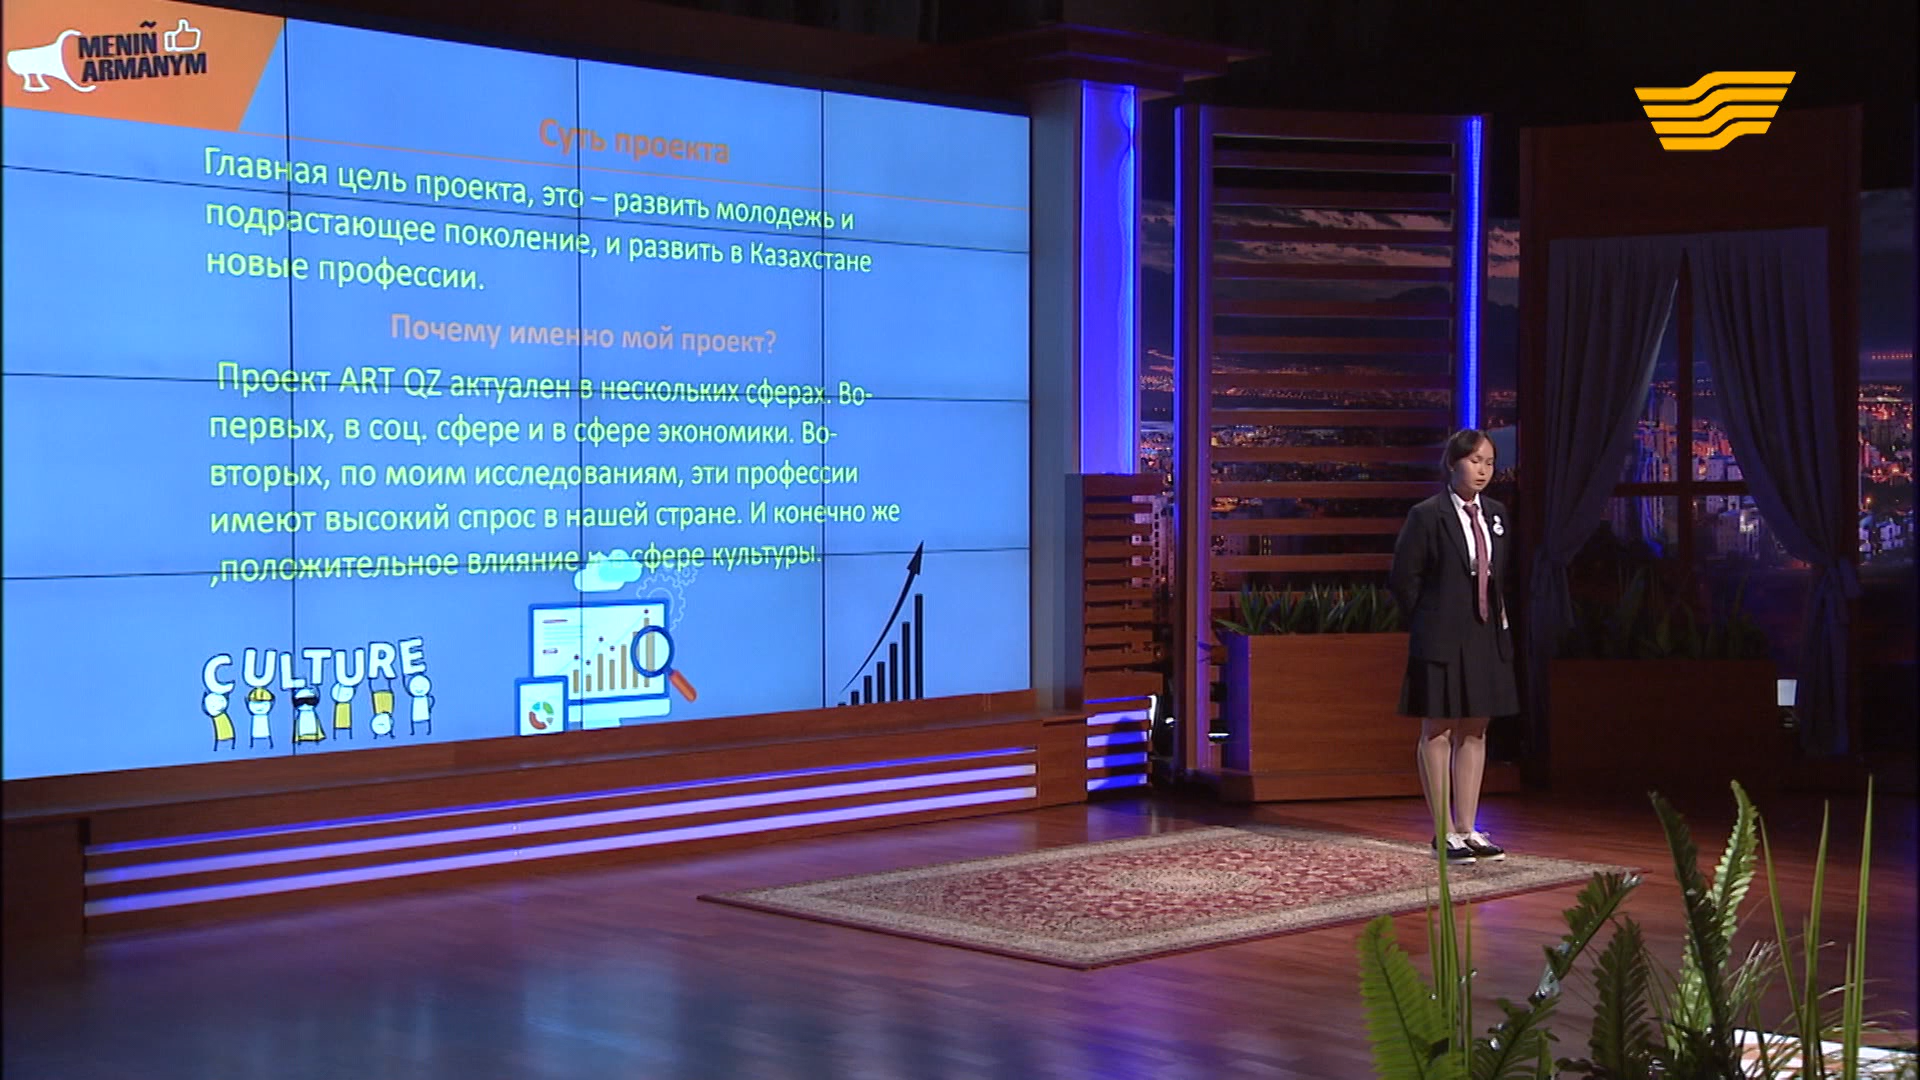 MENIÑ
ARMANYM
Суть проекта
Главная цель проекта, это – развить молодежь и
подрастающее поколение, и развить в Казахстане
новые профессии.
Почему именно мой проект?
Проект ART QZ актуален в нескольких сферах. Во-
первых, в соц. сфере и в сфере экономики. Во-
вторых, по моим исследованиям, эти профессии
имеют высокий спрос в нашей стране. И конечно же
,положительное влияние сфере культуры.
CULTURE